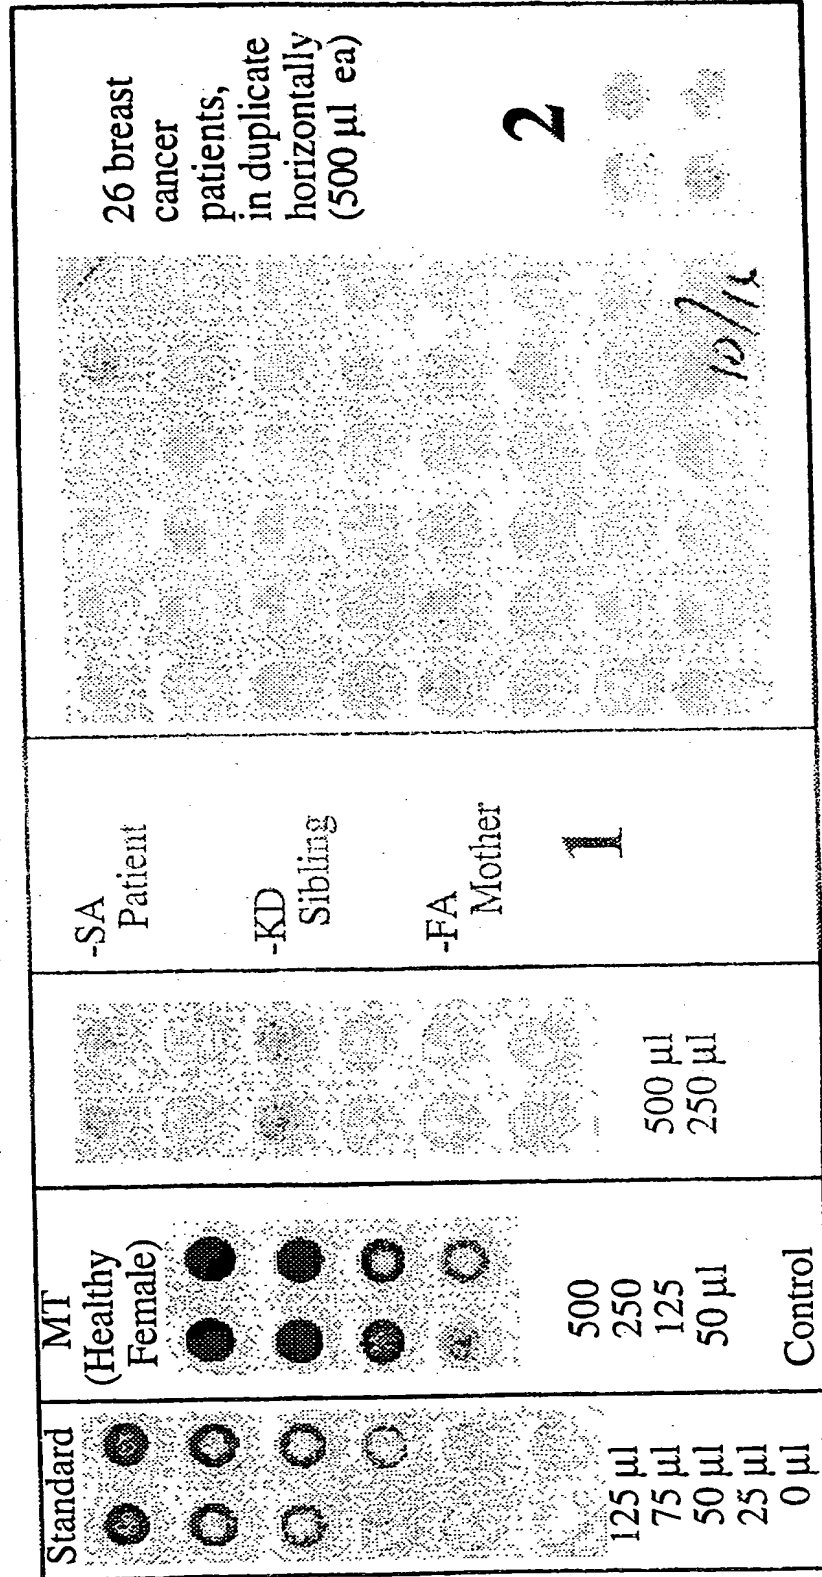 Standard
125 µl
75 µl
50 µl
25 µl
0 µl
MT
(Healthy
Female)
500
250
125
50 µl
Control
500 µl
250 µl
-SA
Patient
-KD
Sibling
-FA
Mother
1
26 breast
cancer
patients,
in duplicate
horizontally
(500 µl ea)
2